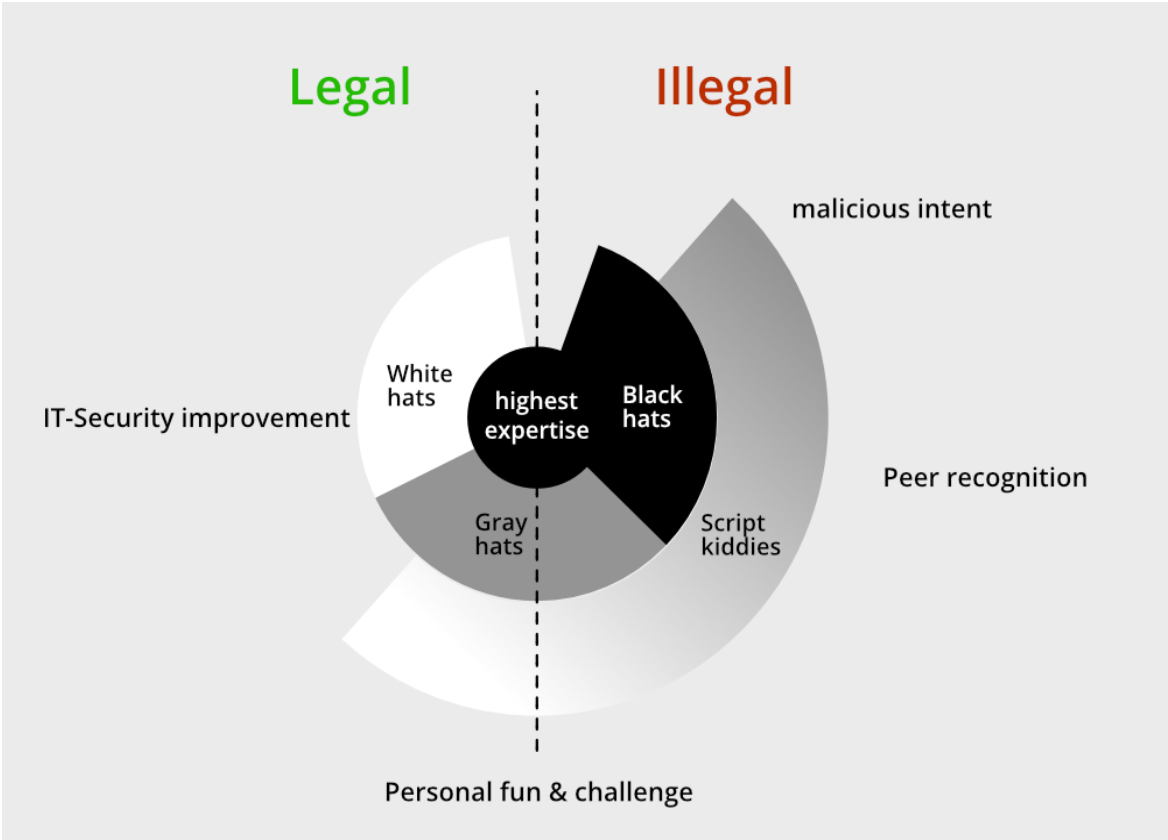 Legal
Illegal
malicious intent
White
hats
highest
expertise
Black
hats
IT-Security improvement
Peer recognition
Gray
hats
Script
kiddies
Personal fun & challenge